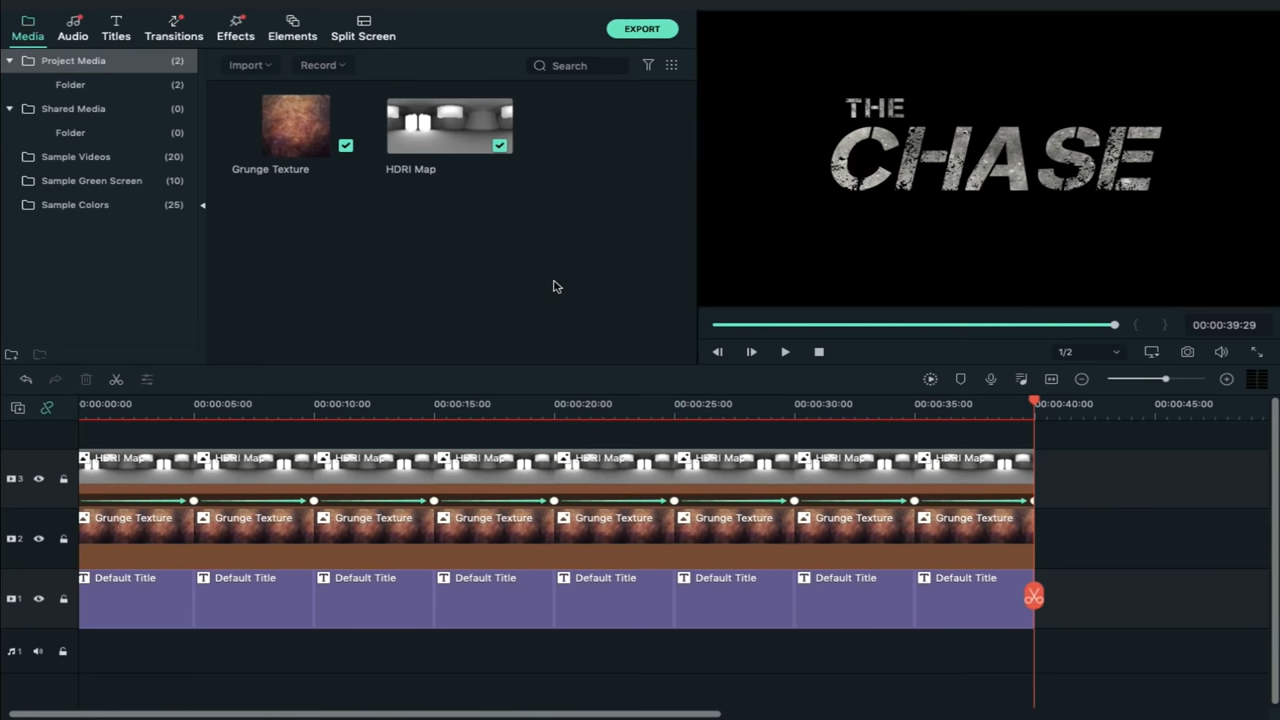 Media Audio Titles Transitions Effects Elements Split Screen EXPORT
Project Media (2)
Folder (2)
Shared Media (0)
Folder (0)
Sample Videos (20)
Sample Green Screen (10)
Sample Colors (25)
Import Record Search
Grunge Texture HDRI Map
THE
CHASE
00:00:39:29
1/2
0:00:00:00 00:00:05:00 00:00:10:00 00:00:15:00 00:00:20:00 00:00:25:00 00:00:30:00 00:00:35:00 00:00:40:00 00:00:45:00
3 HDRI Map HDRI Map HDRI Map HDRI Map HDRI Map HDRI Map HDRI Map HDRI Map
2 Grunge Texture Grunge Texture Grunge Texture Grunge Texture Grunge Texture Grunge Texture Grunge Texture Grunge Texture
1 Default Title Default Title Default Title Default Title Default Title Default Title Default Title Default Title
1